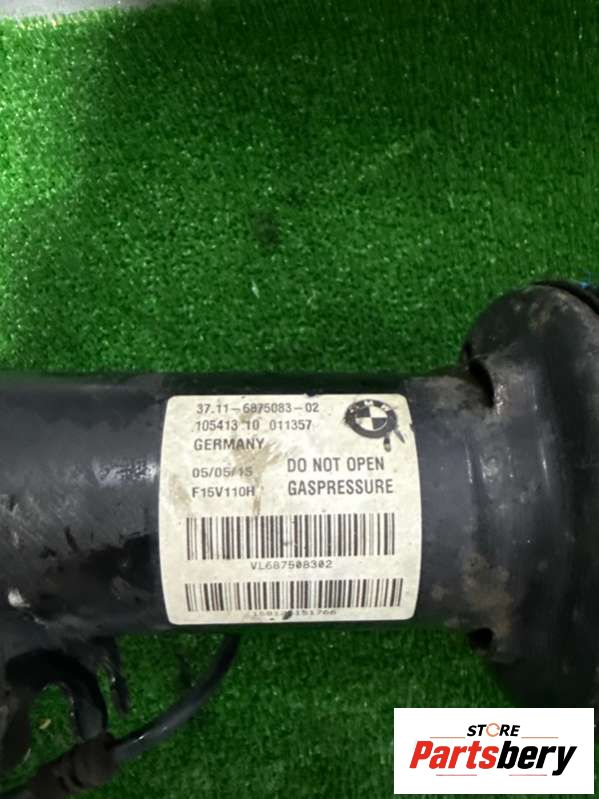 37.11-6875083-02
BMW
105413 10 011357
GERMANY
05/05/15 DO NOT OPEN
F15V110H GASPRESSURE
VL687508302
STORE
Partsbery